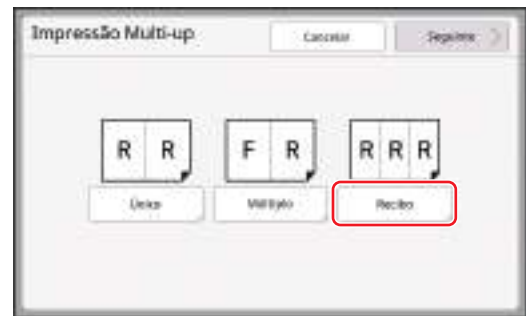 Impressão Multi-up
Cancelar
Seguinte
R R
F R
R R R
Único
Múltiplo
Recibo